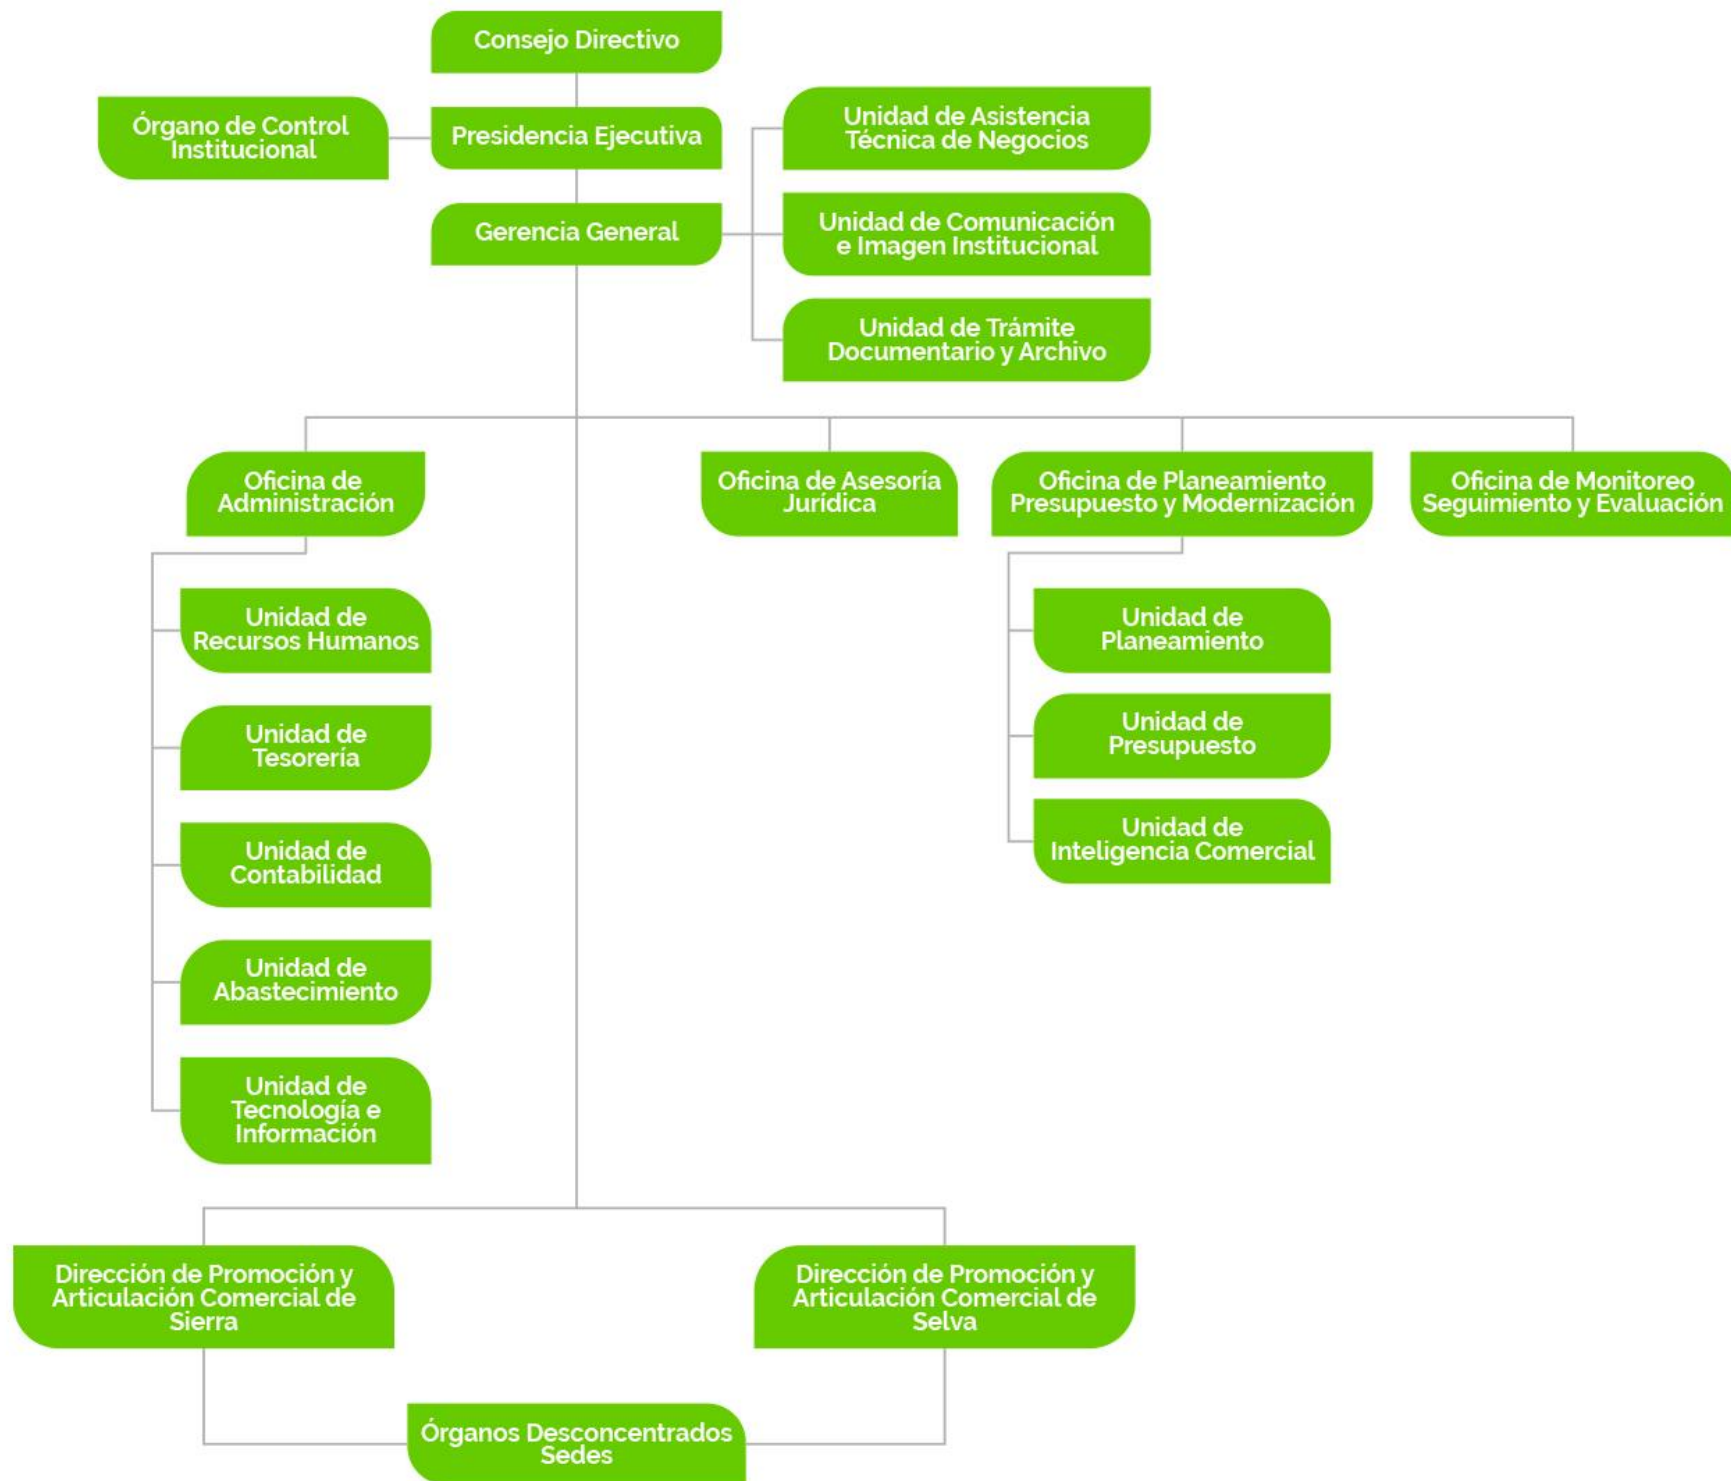 Consejo Directivo
Órgano de Control
Institucional
Presidencia Ejecutiva
Gerencia General
Unidad de Asistencia
Técnica de Negocios
Unidad de Comunicación
e Imagen Institucional
Unidad de Trámite
Documentario y Archivo
Oficina de
Administración
Oficina de Asesoría
Jurídica
Oficina de Planeamiento
Presupuesto y Modernización
Oficina de Monitoreo
Seguimiento y Evaluación
Unidad de
Recursos Humanos
Unidad de
Tesorería
Unidad de
Contabilidad
Unidad de
Abastecimiento
Unidad de
Tecnología e
Información
Unidad de
Planeamiento
Unidad de
Presupuesto
Unidad de
Inteligencia Comercial
Dirección de Promoción y
Articulación Comercial de
Sierra
Dirección de Promoción y
Articulación Comercial de
Selva
Órganos Desconcentrados
Sedes